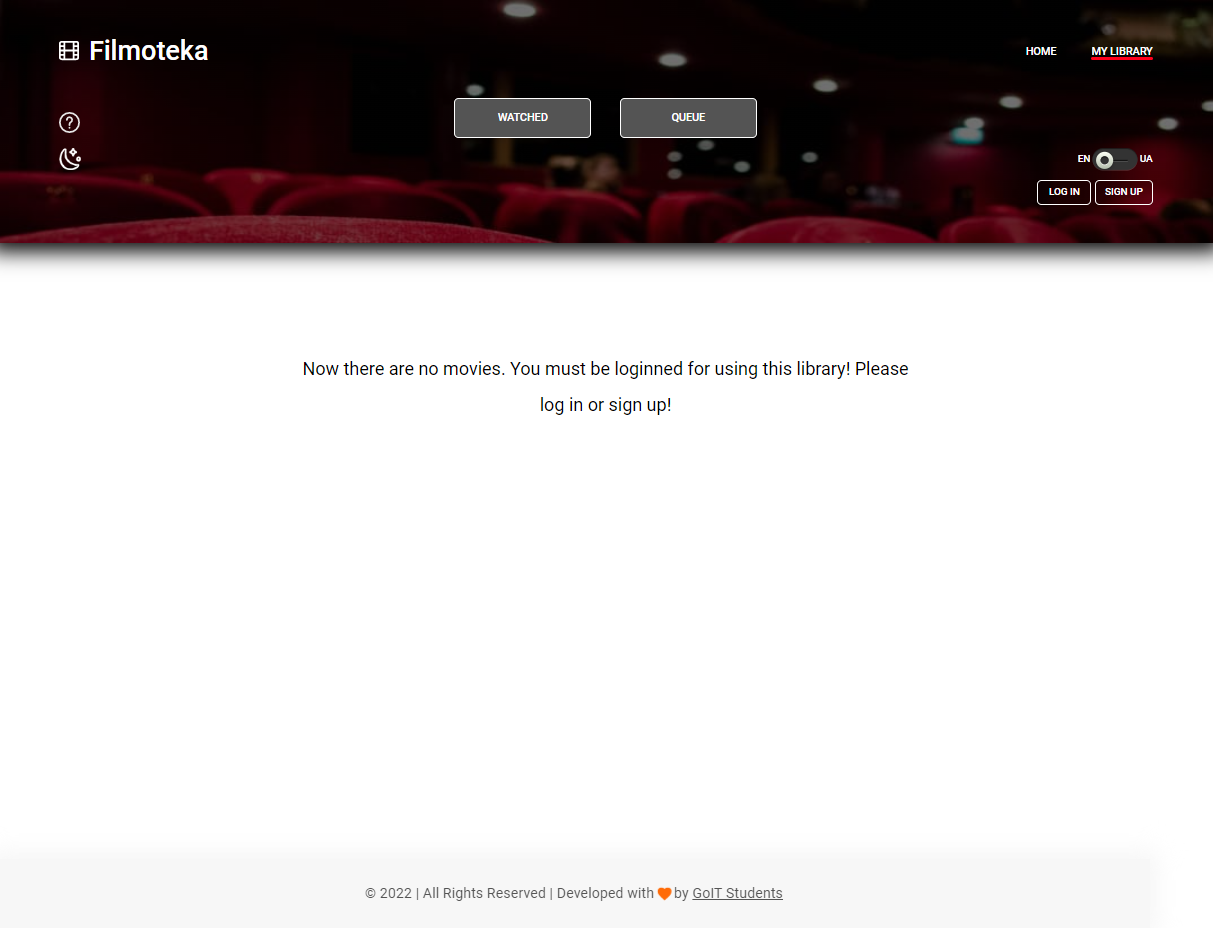 Filmoteka
HOME
MY LIBRARY
WATCHED
QUEUE
EN
UA
LOG IN
SIGN UP
Now there are no movies. You must be loginned for using this library! Please
log in or sign up!
© 2022 | All Rights Reserved | Developed with 🧡 by GoIT Students